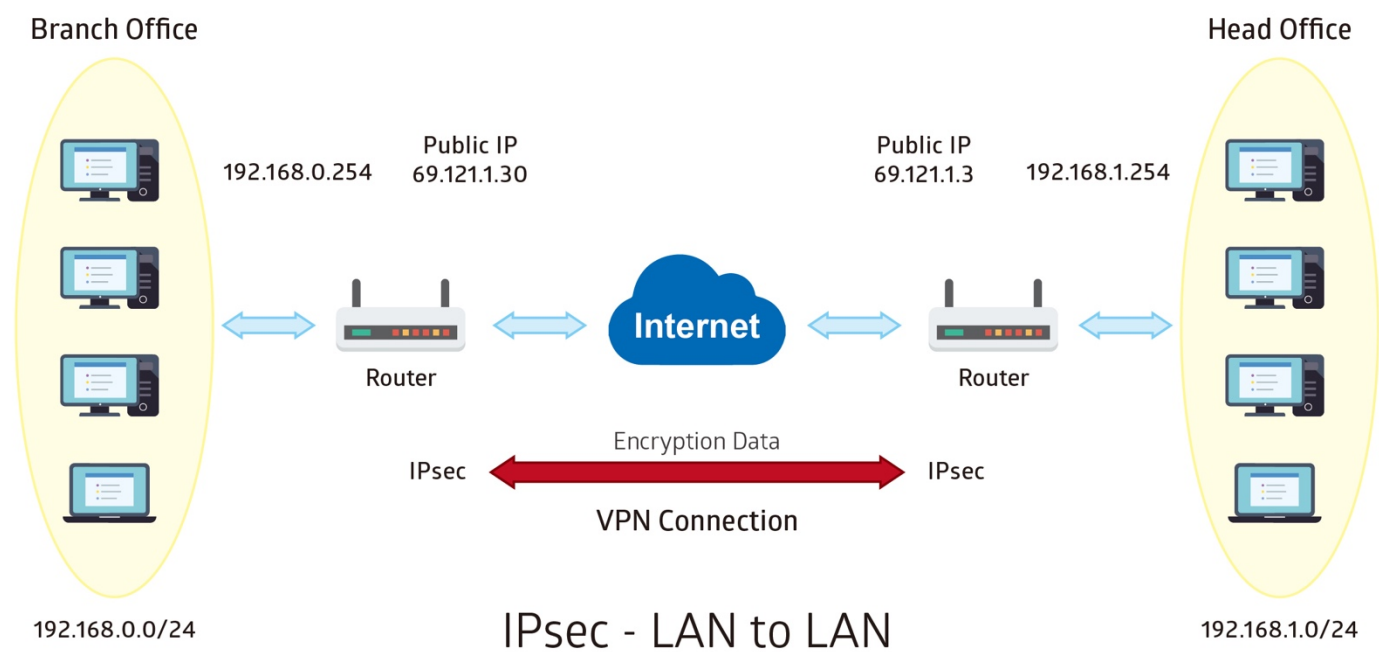 Branch Office
Head Office
192.168.0.254
Public IP
69.121.1.30
Public IP
69.121.1.3
192.168.1.254
Internet
Router
Router
Encryption Data
IPsec
IPsec
VPN Connection
192.168.0.0/24
IPsec - LAN to LAN
192.168.1.0/24